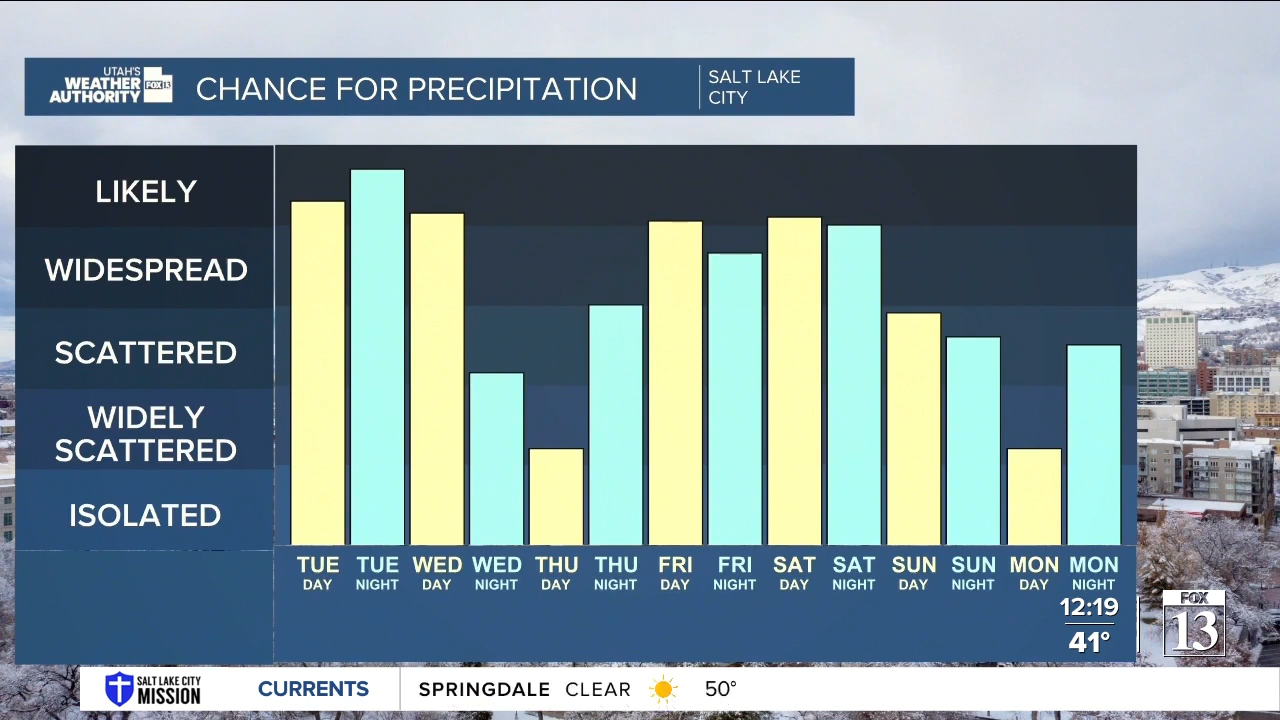 UTAH'S
WEATHER
AUTHORITY
FOX 13
CHANCE FOR PRECIPITATION
SALT LAKE
CITY
LIKELY
WIDESPREAD
SCATTERED
WIDELY
SCATTERED
ISOLATED
TUE TUE WED WED THU THU FRI FRI SAT SAT SUN SUN MON MON
DAY NIGHT DAY NIGHT DAY NIGHT DAY NIGHT DAY NIGHT DAY NIGHT DAY NIGHT
12:19
41°
FOX
13
SALT LAKE CITY
MISSION
CURRENTS
SPRINGDALE CLEAR 50°